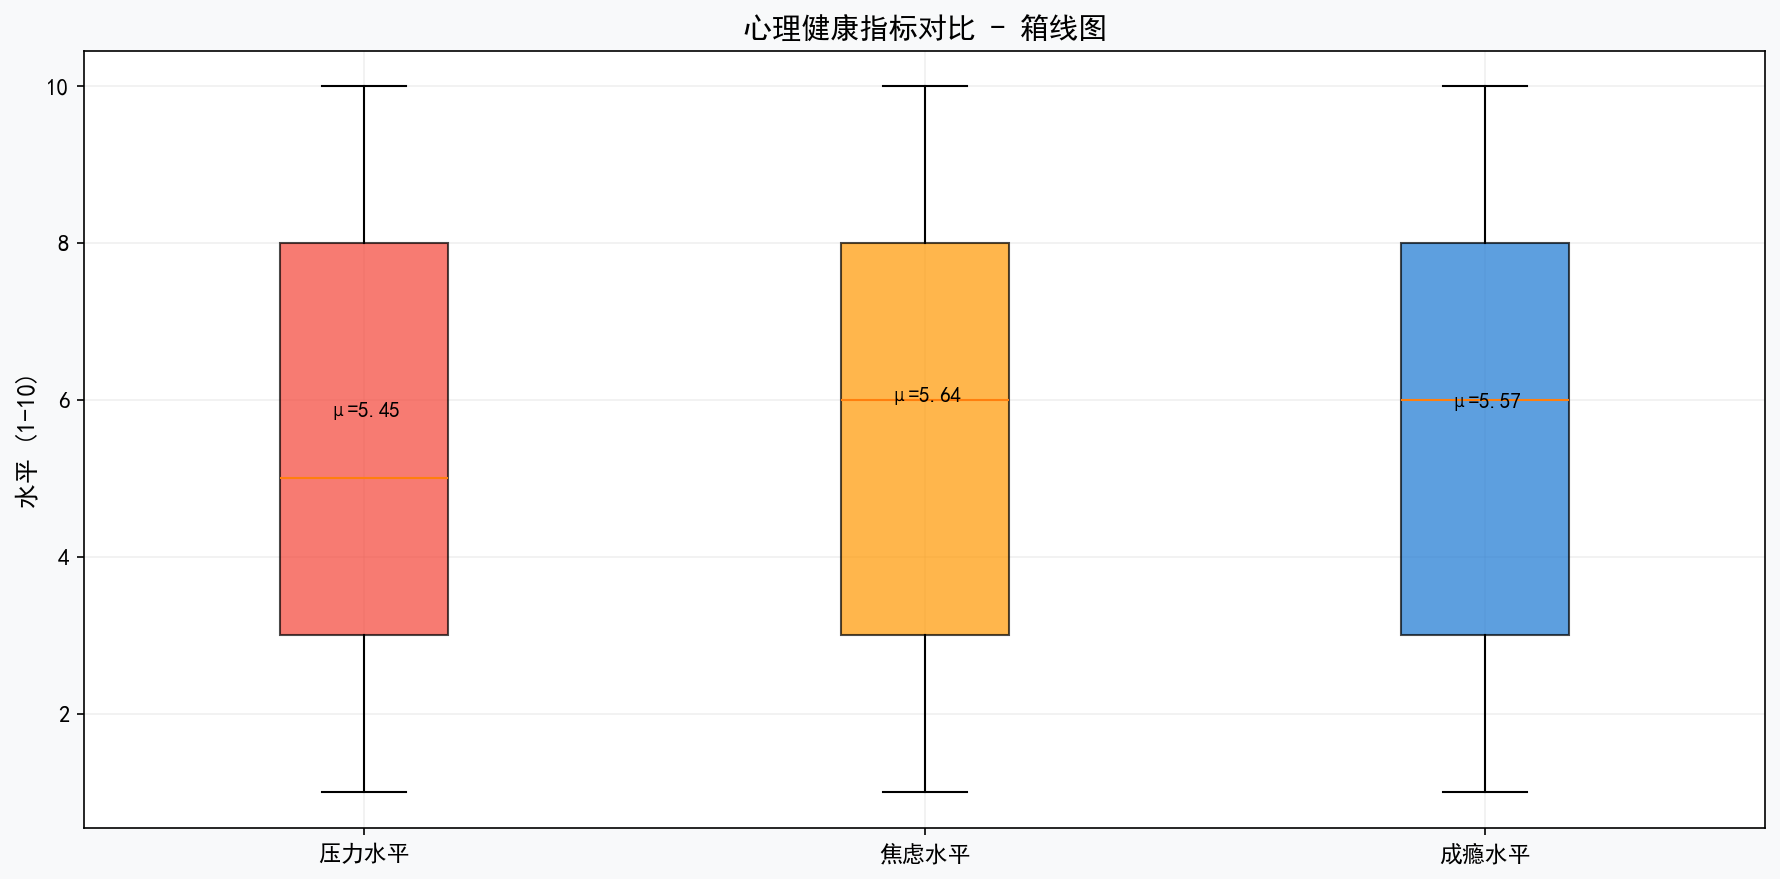 心理健康指标对比 - 箱线图
水平 (1-10)
10
8
6
4
2
μ=5.45
μ=5.64
μ=5.57
压力水平
焦虑水平
成瘾水平